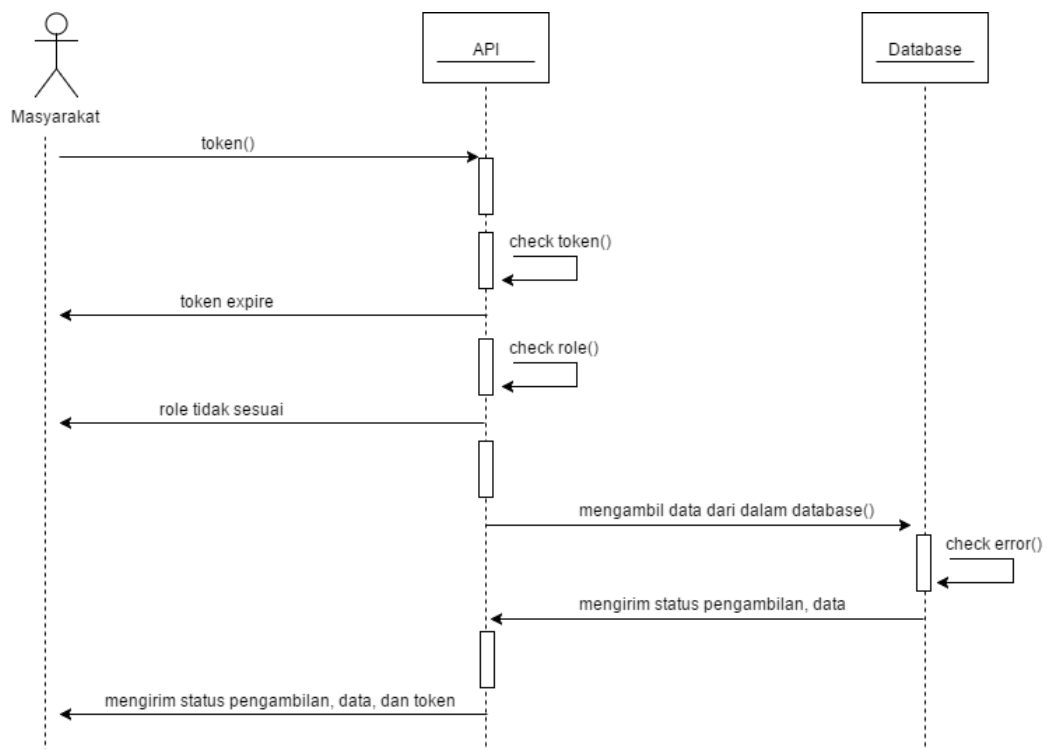 API
Database
Masyarakat
token()
check token()
token expire
check role()
role tidak sesuai
mengambil data dari dalam database()
check error()
mengirim status pengambilan, data
mengirim status pengambilan, data, dan token